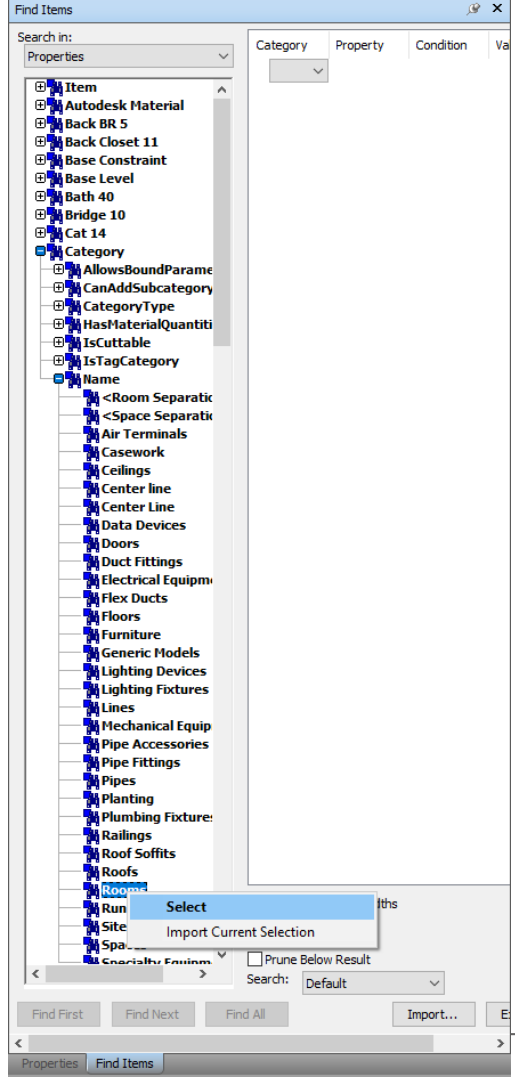 Find Items
Search in:
Properties
Category Property Condition Va
Item
Autodesk Material
Back BR 5
Back Closet 11
Base Constraint
Base Level
Bath 40
Bridge 10
Cat 14
Category
AllowsBoundParame
CanAddSubcategory
CategoryType
HasMaterialQuantiti
IsCuttable
IsTagCategory
Name
<Room Separatio
<Space Separatio
Air Terminals
Casework
Ceilings
Center line
Center Line
Data Devices
Doors
Duct Fittings
Electrical Equipm
Flex Ducts
Floors
Furniture
Generic Models
Lighting Devices
Lighting Fixtures
Lines
Mechanical Equip
Pipe Accessories
Pipe Fittings
Pipes
Planting
Plumbing Fixtures
Railings
Roof Soffits
Roofs
Rooms
Run
Site
Spa
Specialty Equipm
Select
Import Current Selection
dths
Prune Below Result
Search: Default
Find First Find Next Find All Import... E
Properties Find Items